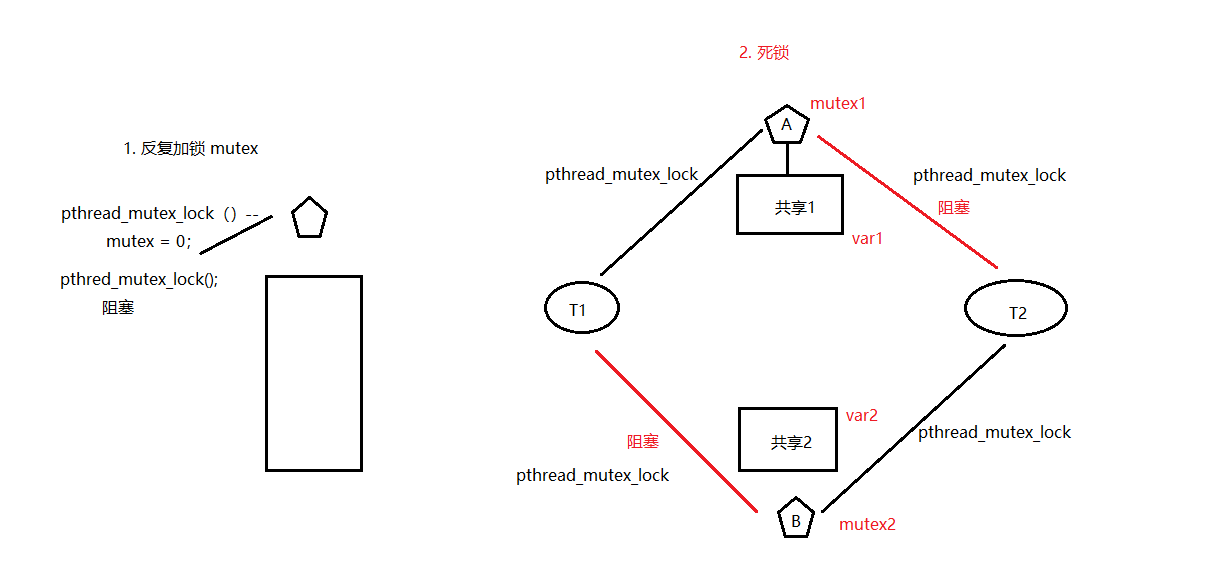 1. 反复加锁 mutex
pthread_mutex_lock（）--
mutex = 0；
pthred_mutex_lock();
阻塞
2. 死锁
mutex1
A
pthread_mutex_lock
pthread_mutex_lock
共享1
阻塞
var1
T1
T2
共享2
var2
阻塞
pthread_mutex_lock
pthread_mutex_lock
B
mutex2